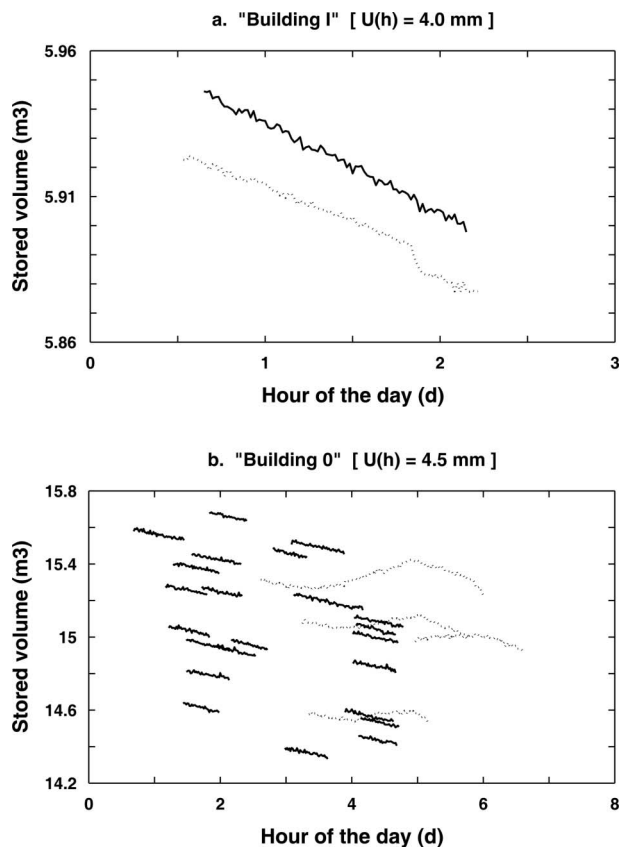 a. "Building I" [ U(h) = 4.0 mm ]
5.96
5.91
5.86
Stored volume (m3)
0 1 2 3
Hour of the day (d)
b. "Building 0" [ U(h) = 4.5 mm ]
15.8
15.4
15
14.6
14.2
Stored volume (m3)
0 2 4 6 8
Hour of the day (d)